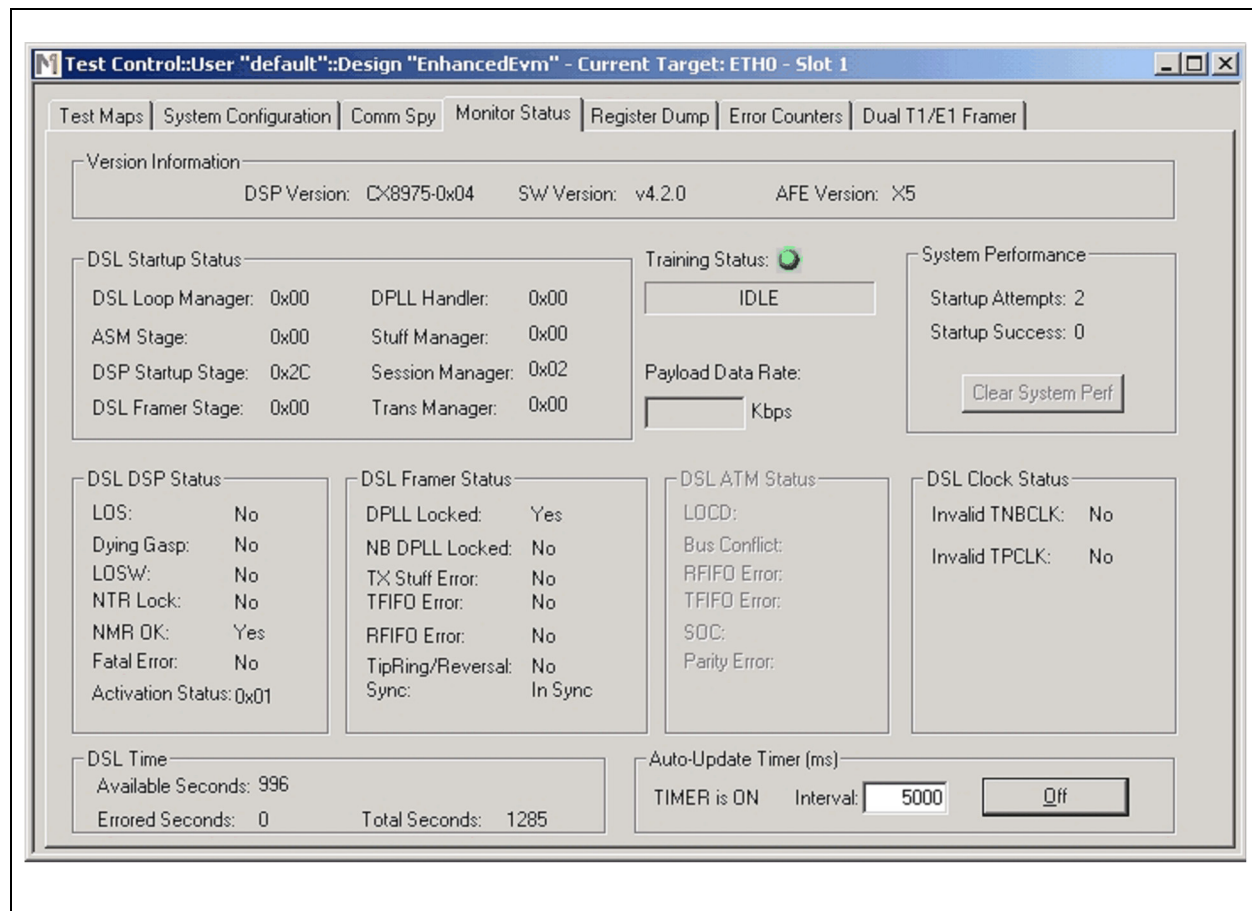 Test Control::User "default"::Design "EnhancedEvm" - Current Target: ETH0 - Slot 1
Test Maps System Configuration Comm Spy Monitor Status Register Dump Error Counters Dual T1/E1 Framer
Version Information
DSP Version: CX8975-0x04 SW Version: v4.2.0 AFE Version: X5
DSL Startup Status
DSL Loop Manager: 0x00 DPLL Handler: 0x00
ASM Stage: 0x00 Stuff Manager: 0x00
DSP Startup Stage: 0x2C Session Manager: 0x02
DSL Framer Stage: 0x00 Trans Manager: 0x00
Training Status:
IDLE
Payload Data Rate:
Kbps
System Performance
Startup Attempts: 2
Startup Success: 0
Clear System Perf
DSL DSP Status
LOS: No
Dying Gasp: No
LOSW: No
NTR Lock: No
NMR OK: Yes
Fatal Error: No
Activation Status: 0x01
DSL Framer Status
DPLL Locked: Yes
NB DPLL Locked: No
TX Stuff Error: No
TFIFO Error: No
RFIFO Error: No
TipRing/Reversal: No
Sync: In Sync
DSL ATM Status
LOCD:
Bus Conflict:
RFIFO Error:
TFIFO Error:
SOC:
Parity Error:
DSL Clock Status
Invalid TNBCLK: No
Invalid TPCLK: No
DSL Time
Available Seconds: 996
Errored Seconds: 0 Total Seconds: 1285
Auto-Update Timer (ms)
TIMER is ON Interval: 5000 Off